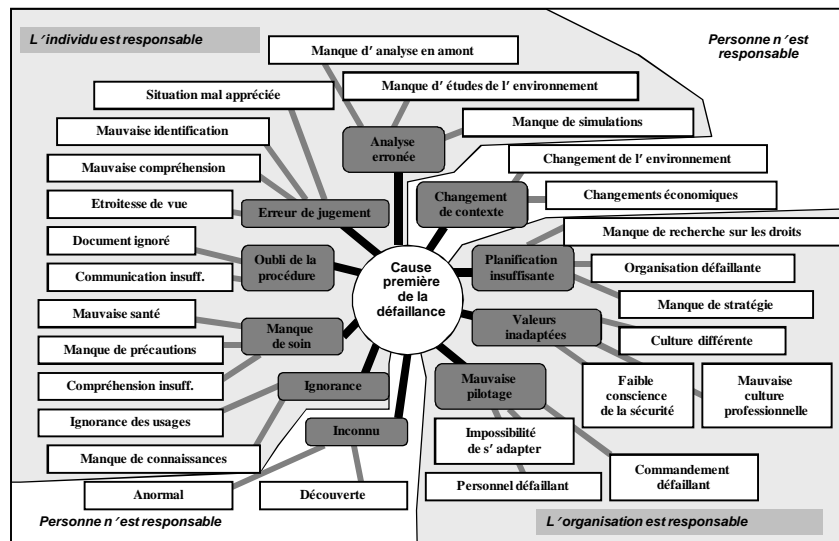 L'individu est responsable
Personne n'est
responsable
Manque d' analyse en amont
Manque d' études de l' environnement
Situation mal appréciée
Manque de simulations
Mauvaise identification
Analyse
erronée
Changement de l' environnement
Mauvaise compréhension
Changement
de contexte
Changements économiques
Etroitesse de vue
Erreur de jugement
Manque de recherche sur les droits
Document ignoré
Oubli de la
procédure
Planification
insuffisante
Organisation défaillante
Communication insuff.
Cause
première
de la
défaillance
Manque de stratégie
Mauvaise santé
Valeurs
inadaptées
Culture différente
Manque
de soin
Manque de précautions
Compréhension insuff.
Ignorance
Mauvaise
pilotage
Faible
conscience
de la sécurité
Mauvaise
culture
professionnelle
Ignorance des usages
Inconnu
Impossibilité
de s' adapter
Manque de connaissances
Commandement
défaillant
Anormal
Découverte
Personnel défaillant
Personne n'est responsable
L'organisation est responsable